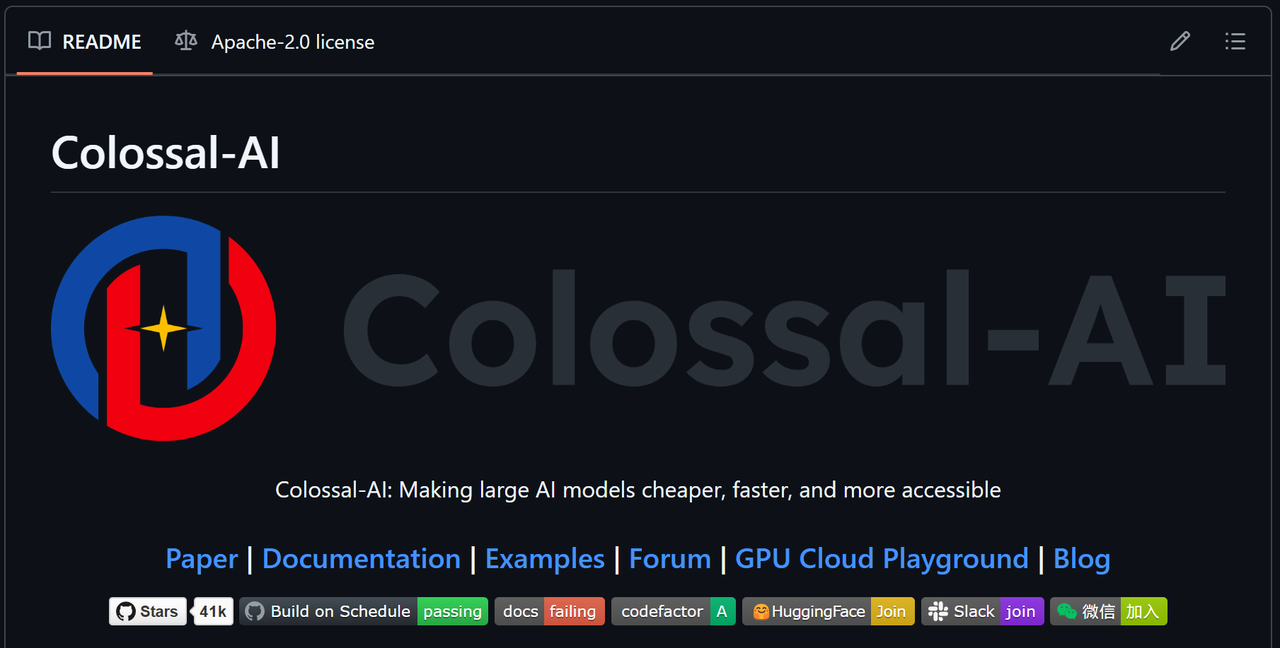 README Apache-2.0 license
Colossal-AI
Colossal-AI
Colossal-AI: Making large AI models cheaper, faster, and more accessible
Paper | Documentation | Examples | Forum | GPU Cloud Playground | Blog
Stars 41k Build on Schedule passing docs failing codefactor A HuggingFace Join Slack join 微信 加入